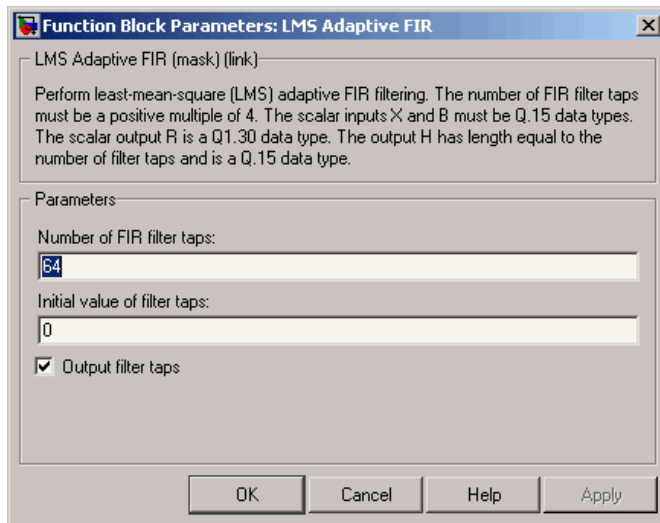 Function Block Parameters: LMS Adaptive FIR
LMS Adaptive FIR (mask) (link)
Perform least-mean-square (LMS) adaptive FIR filtering. The number of FIR filter taps
must be a positive multiple of 4. The scalar inputs X and B must be Q.15 data types.
The scalar output R is a Q1.30 data type. The output H has length equal to the
number of filter taps and is a Q.15 data type.
Parameters
Number of FIR filter taps:
64
Initial value of filter taps:
0
Output filter taps
OK Cancel Help Apply